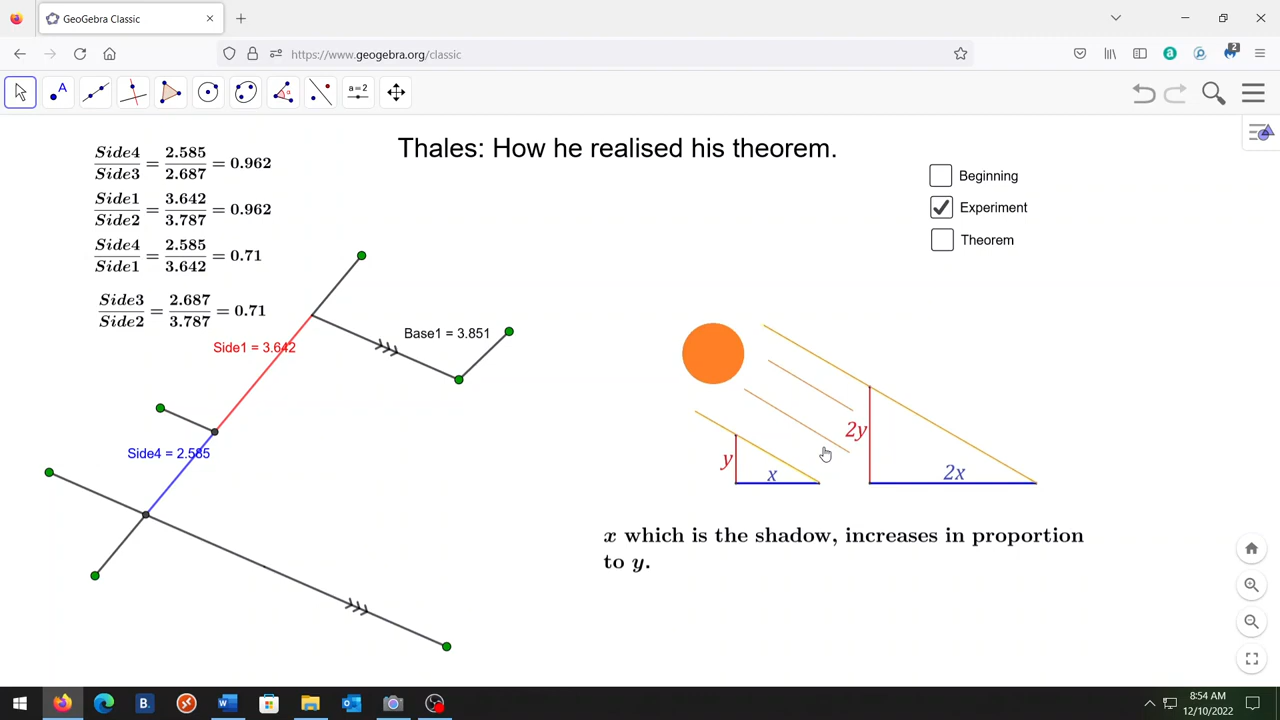 GeoGebra Classic
https://www.geogebra.org/classic
2
A
a=2
Thales: How he realised his theorem.
Side4/Side3 = 2.585/2.687 = 0.962
Side1/Side2 = 3.642/3.787 = 0.962
Side4/Side1 = 2.585/3.642 = 0.71
Side3/Side2 = 2.687/3.787 = 0.71
Beginning
Experiment
Theorem
Base1 = 3.851
Side1 = 3.642
Side4 = 2.585
y
x
2y
2x
x which is the shadow, increases in proportion
to y.
8:54 AM
12/10/2022